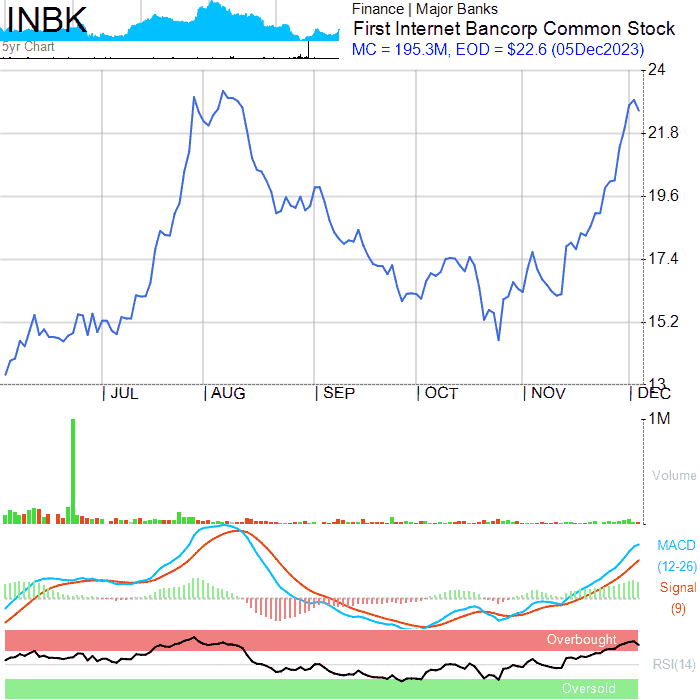 INBK
5yr Chart
Finance | Major Banks
First Internet Bancorp Common Stock
MC = 195.3M, EOD = $22.6 (05Dec2023)
24
21.8
19.6
17.4
15.2
13
| JUL | AUG | SEP | OCT | NOV | DEC
1M
Volume
MACD
(12-26)
Signal
(9)
Overbought
RSI(14)
Oversold